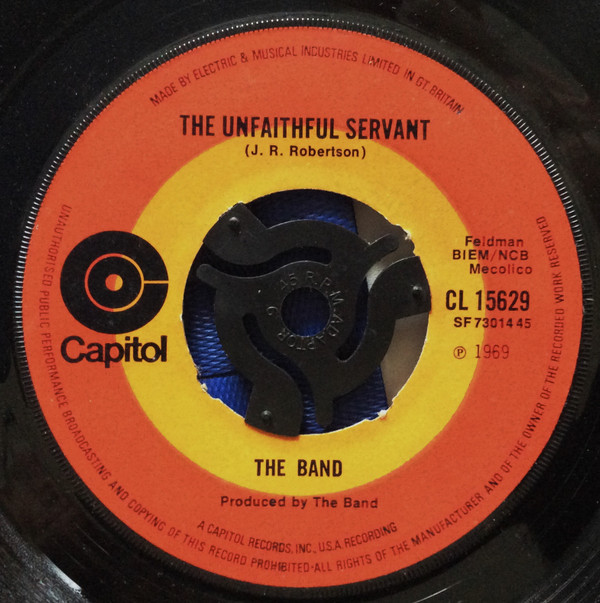 MADE BY ELECTRIC & MUSICAL INDUSTRIES LIMITED IN GT. BRITAIN
THE UNFAITHFUL SERVANT
(J. R. Robertson)
Feldman
BIEM/NCB
Mecolico
CL 15629
SF7301445
℗ 1969
Capitol
45 R.P.M. ADAPTOR
THE BAND
Produced by The Band
A CAPITOL RECORDS, INC., U.S.A. RECORDING
UNAUTHORISED PUBLIC PERFORMANCE BROADCASTING AND COPYING OF THIS RECORD PROHIBITED-ALL RIGHTS OF THE MANUFACTURER AND OF THE OWNER OF THE RECORDED WORK RESERVED